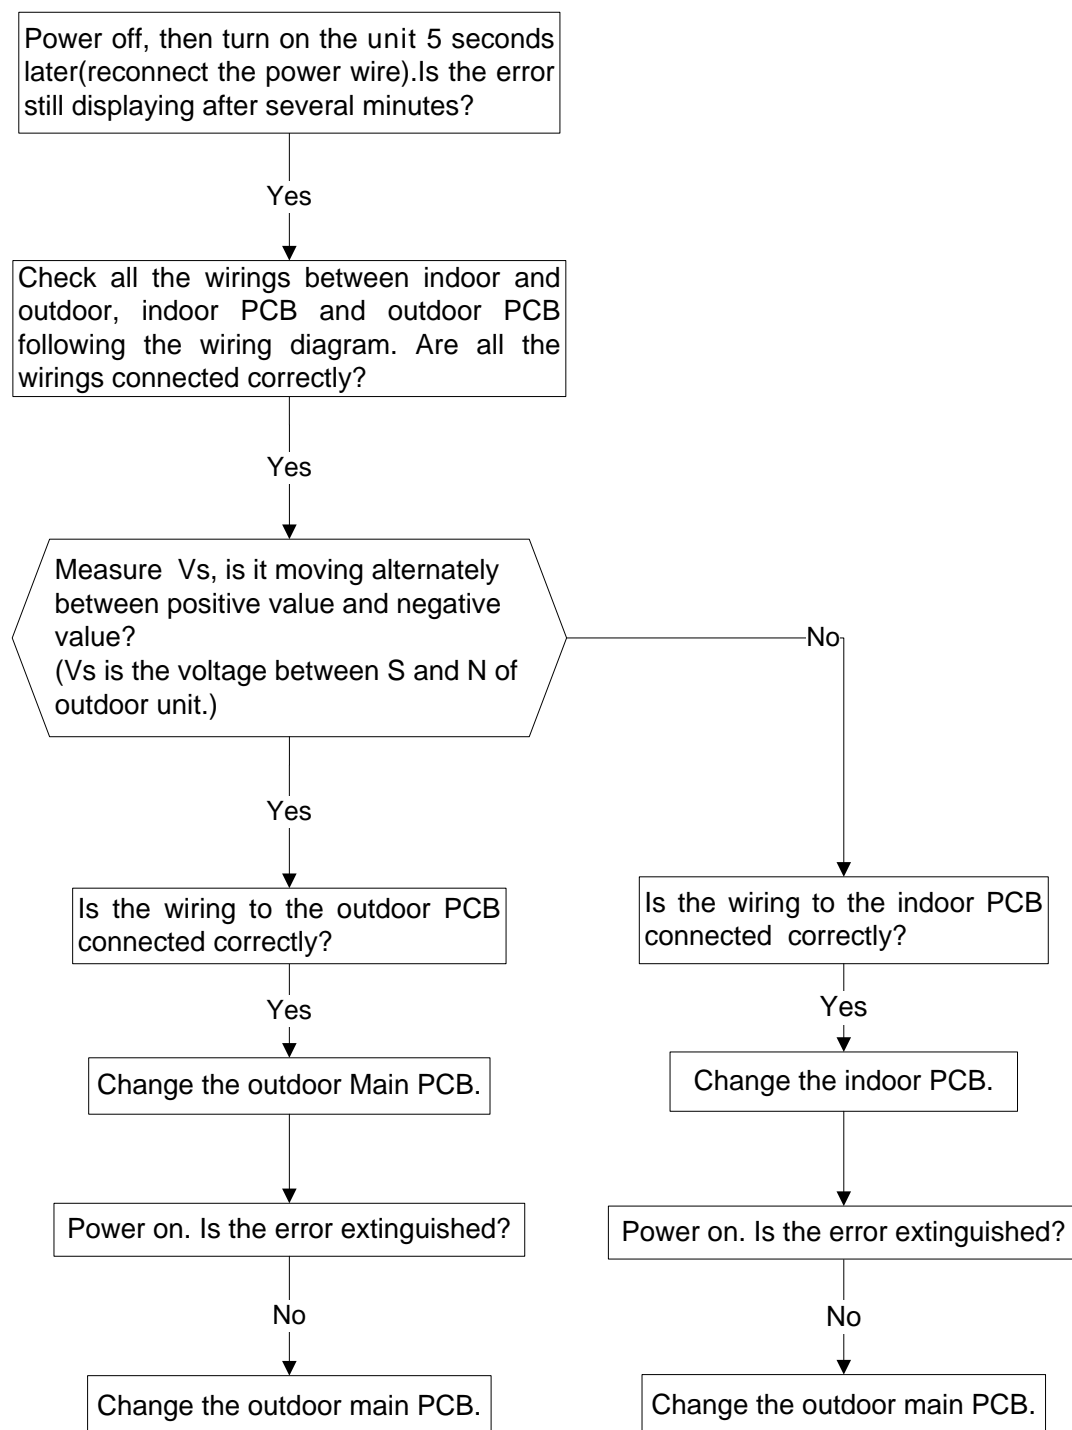 Power off, then turn on the unit 5 seconds
later(reconnect the power wire).Is the error
still displaying after several minutes?
Yes
Check all the wirings between indoor and
outdoor, indoor PCB and outdoor PCB
following the wiring diagram. Are all the
wirings connected correctly?
Yes
Measure Vs, is it moving alternately
between positive value and negative
value?
(Vs is the voltage between S and N of
outdoor unit.)
No
Yes
Is the wiring to the outdoor PCB
connected correctly?
Is the wiring to the indoor PCB
connected correctly?
Yes
Yes
Change the outdoor Main PCB.
Change the indoor PCB.
Power on. Is the error extinguished?
Power on. Is the error extinguished?
No
No
Change the outdoor main PCB.
Change the outdoor main PCB.